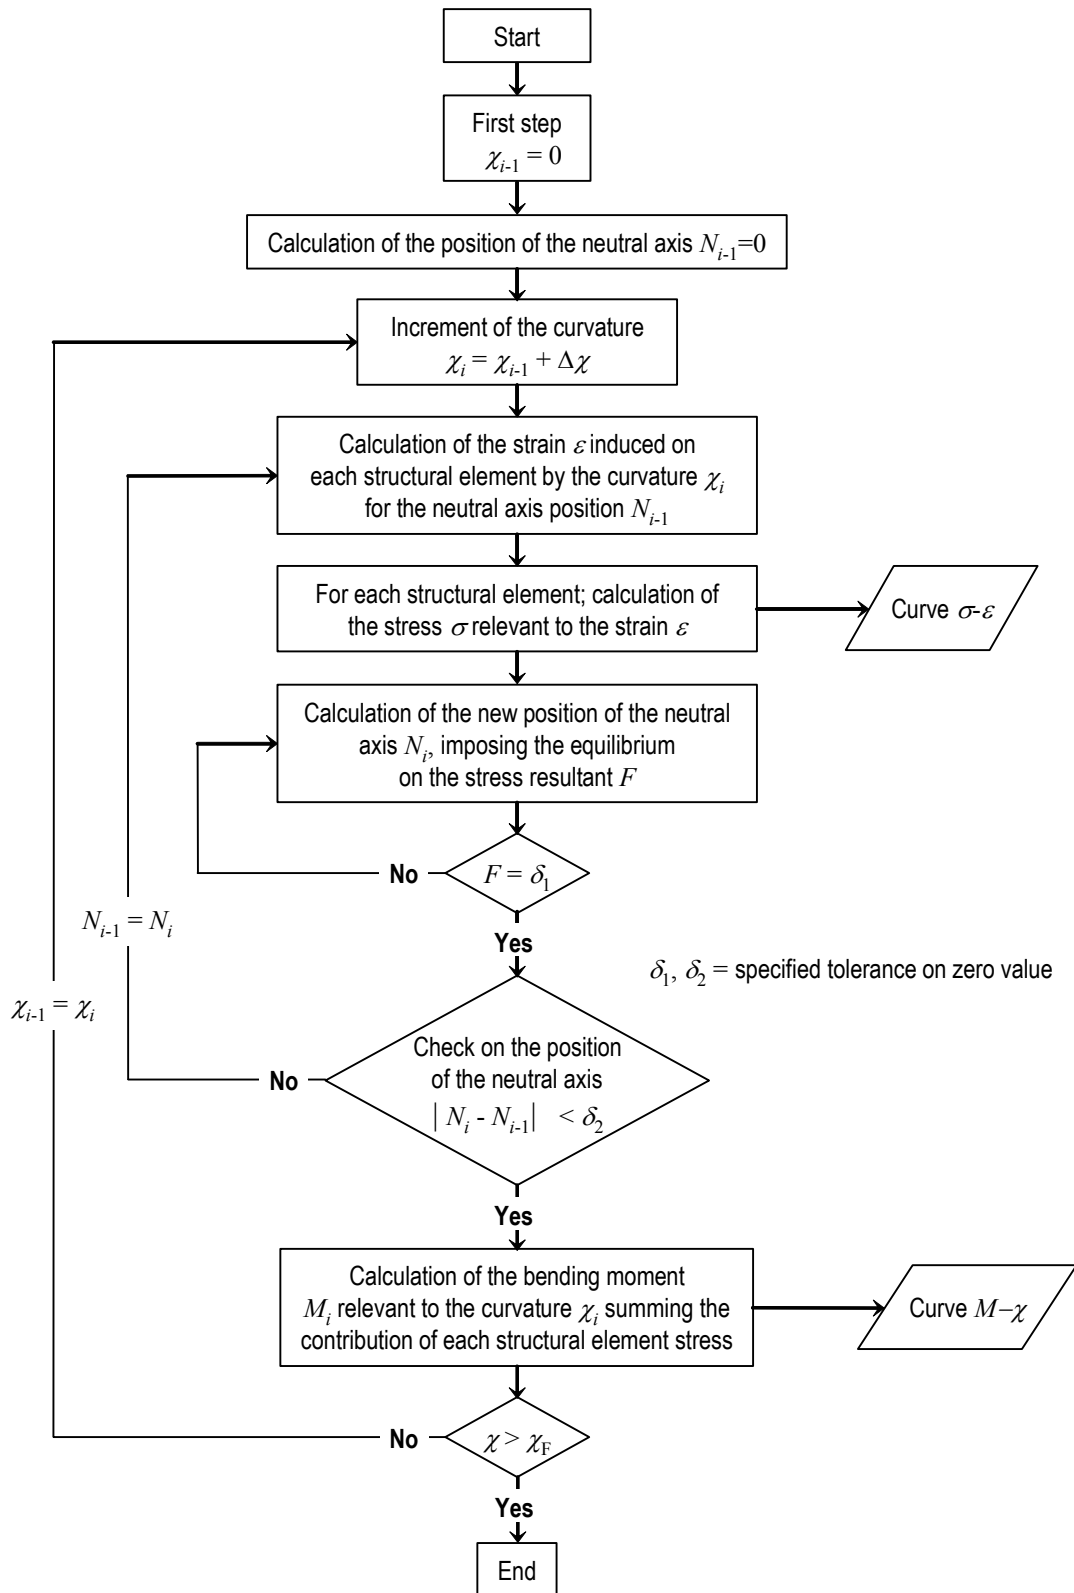 Start
First step
χi-1 = 0
Calculation of the position of the neutral axis Ni-1=0
Increment of the curvature
χi = χi-1 + Δχ
Calculation of the strain ε induced on
each structural element by the curvature χi
for the neutral axis position Ni-1
For each structural element; calculation of
the stress σ relevant to the strain ε
Curve σ-ε
Calculation of the new position of the neutral
axis Ni, imposing the equilibrium
on the stress resultant F
No
F = δ1
Ni-1 = Ni
Yes
δ1, δ2 = specified tolerance on zero value
χi-1 = χi
Check on the position
of the neutral axis
| Ni - Ni-1| < δ2
No
Yes
Calculation of the bending moment
Mi relevant to the curvature χi summing the
contribution of each structural element stress
Curve M–χ
No
χ > χF
Yes
End